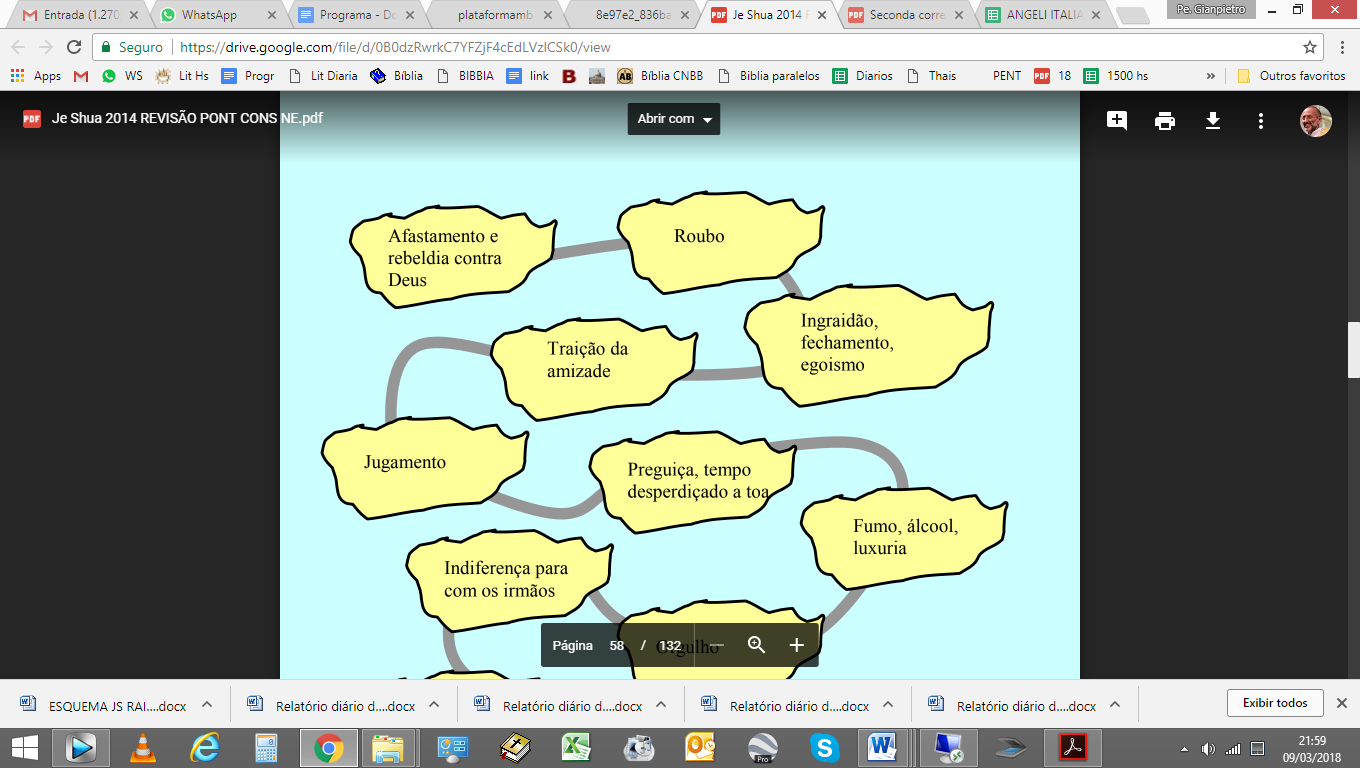 Entrada (1.270
WhatsApp
Programa - Do
plataformamb
8e97e2_836ba
Je Shua 2014 R
Seconda corre
ANGELI ITALIA
Pe. Gianpietro
Seguro
https://drive.google.com/file/d/0B0dzRwrkC7YFZjF4cEdLVzlCSk0/view
Apps
WS
Lit Hs
Progr
Lit Diaria
Bíblia
BIBBIA
link
Bíblia CNBB
Biblia paralelos
Diarios
Thais
PENT
18
1500 hs
»
Outros favoritos
Je Shua 2014 REVISÃO PONT CONS NE.pdf
Abrir com
Afastamento e
rebeldia contra
Deus
Roubo
Ingraidão,
fechamento,
egoismo
Traição da
amizade
Jugamento
Preguiça, tempo
desperdiçado a toa
Fumo, álcool,
luxuria
Indiferença para
com os irmãos
Orgulho
Página 58 / 132
ESQUEMA JS RAI....docx
Relatório diário d....docx
Relatório diário d....docx
Relatório diário d....docx
Relatório diário d....docx
Exibir todos
21:59
09/03/2018